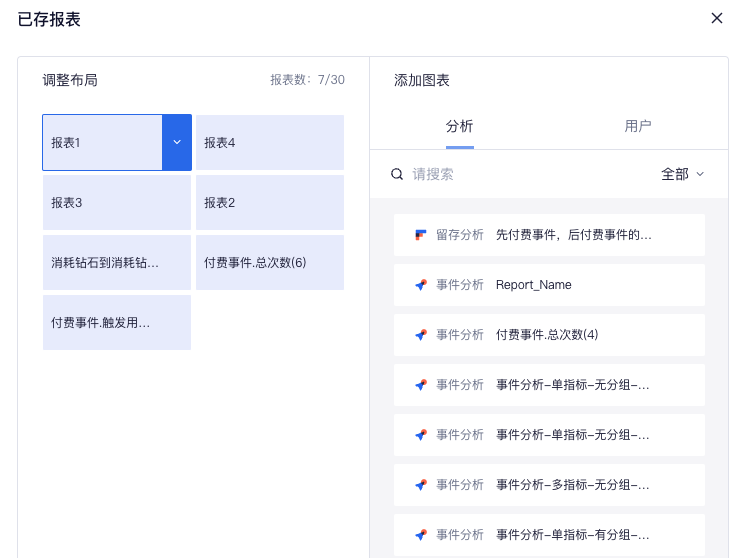 已存报表
调整布局
报表数：7/30
报表1
报表4
报表3
报表2
消耗钻石到消耗钻...
付费事件.总次数(6)
付费事件.触发用...
添加图表
分析
用户
请搜索
全部
留存分析 先付费事件，后付费事件的...
事件分析 Report_Name
事件分析 付费事件.总次数(4)
事件分析 事件分析-单指标-无分组-...
事件分析 事件分析-单指标-无分组-...
事件分析 事件分析-多指标-无分组-...
事件分析 事件分析-单指标-有分组-...